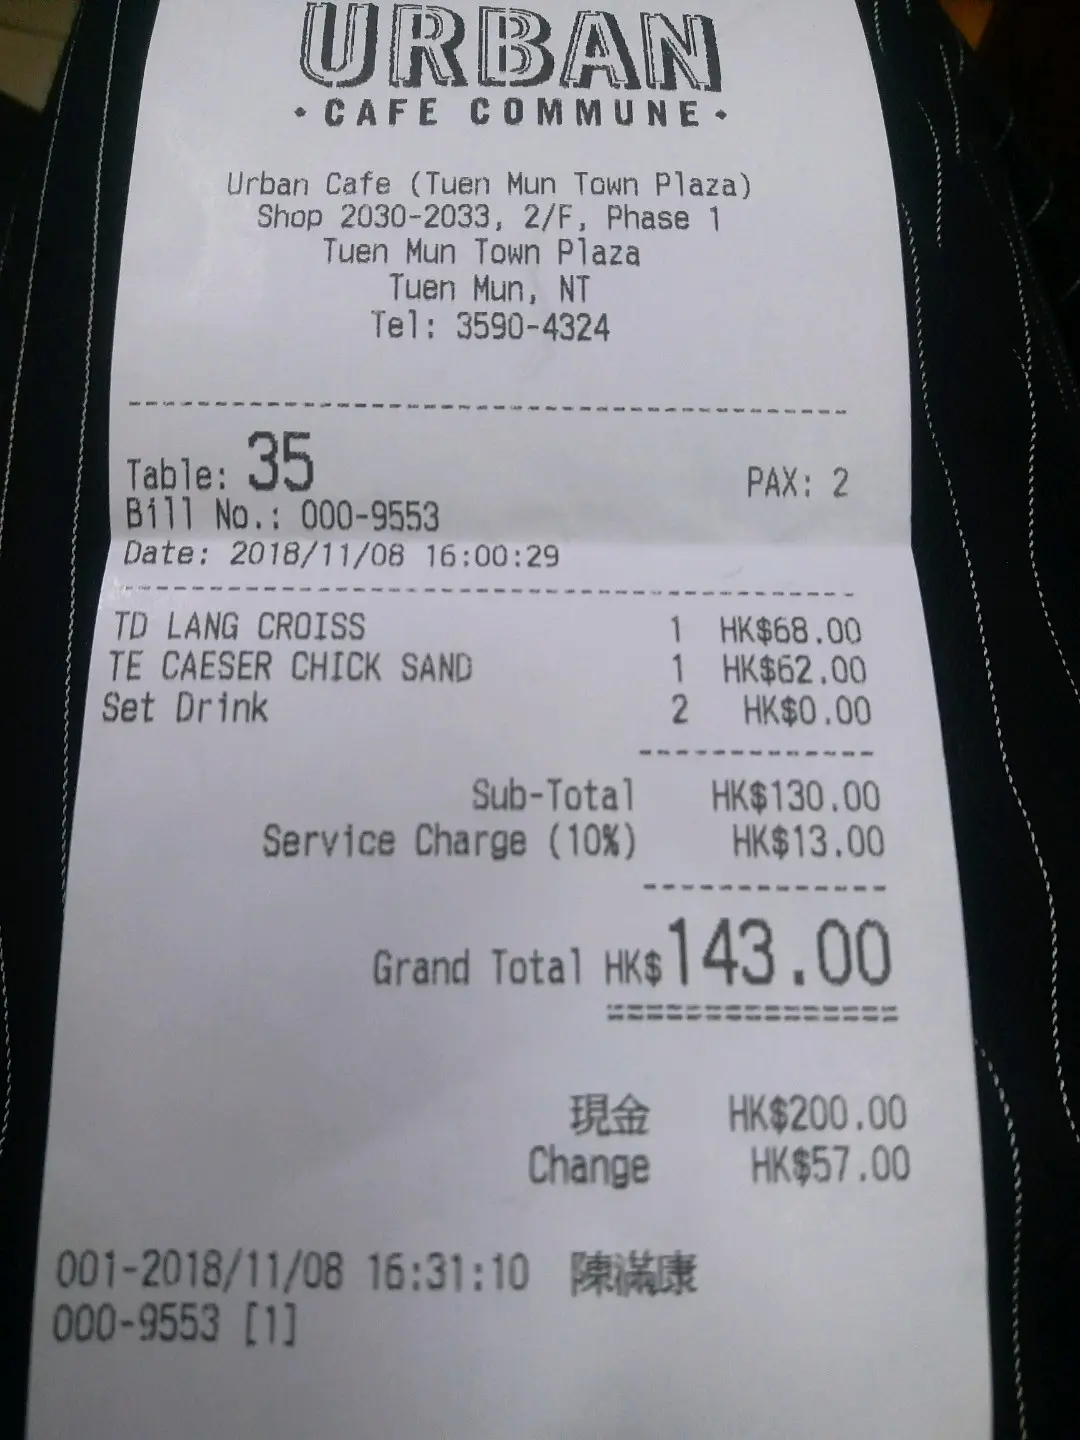 URBAN
• CAFE COMMUNE •
Urban Cafe (Tuen Mun Town Plaza)
Shop 2030-2033, 2/F, Phase 1
Tuen Mun Town Plaza
Tuen Mun, NT
Tel: 3590-4324
Table: 35 PAX: 2
Bill No.: 000-9553
Date: 2018/11/08 16:00:29
TD LANG CROISS 1 HK$68.00
TE CAESER CHICK SAND 1 HK$62.00
Set Drink 2 HK$0.00
Sub-Total HK$130.00
Service Charge (10%) HK$13.00
Grand Total HK$143.00
現金 HK$200.00
Change HK$57.00
001-2018/11/08 16:31:10 陳滿康
000-9553 [1]